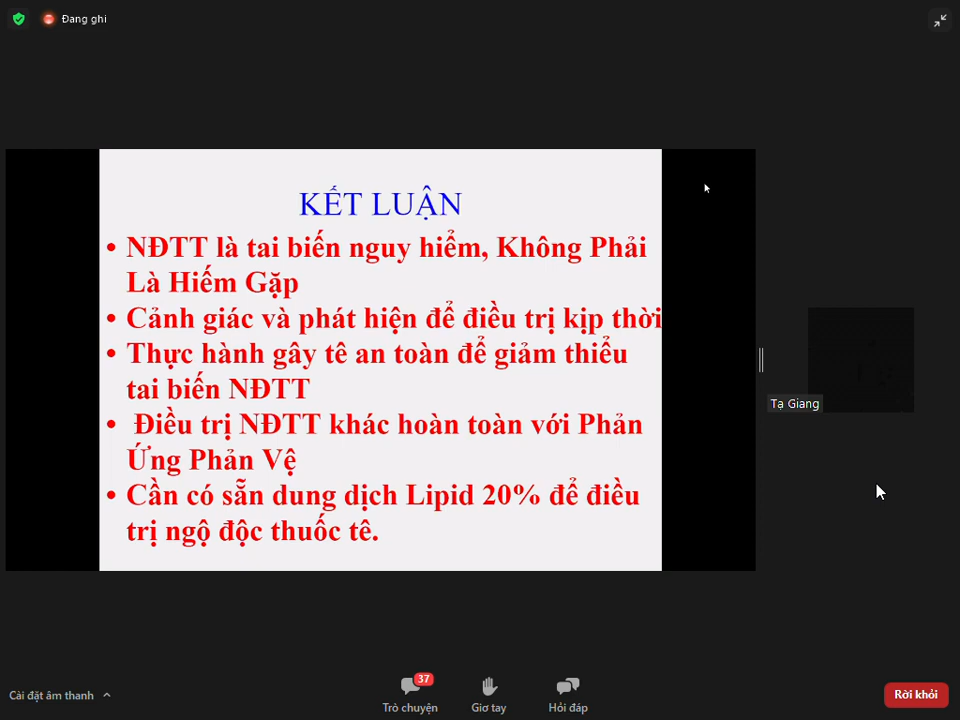 Đang ghi
KẾT LUẬN
• NĐTT là tai biến nguy hiểm, Không Phải
Là Hiếm Gặp
• Cảnh giác và phát hiện để điều trị kịp thời
• Thực hành gây tê an toàn để giảm thiểu
tai biến NĐTT
• Điều trị NĐTT khác hoàn toàn với Phản
Ứng Phản Vệ
• Cần có sẵn dung dịch Lipid 20% để điều
trị ngộ độc thuốc tê.
Tạ Giang
Cài đặt âm thanh
37
Trò chuyện
Giơ tay
Hỏi đáp
Rời khỏi